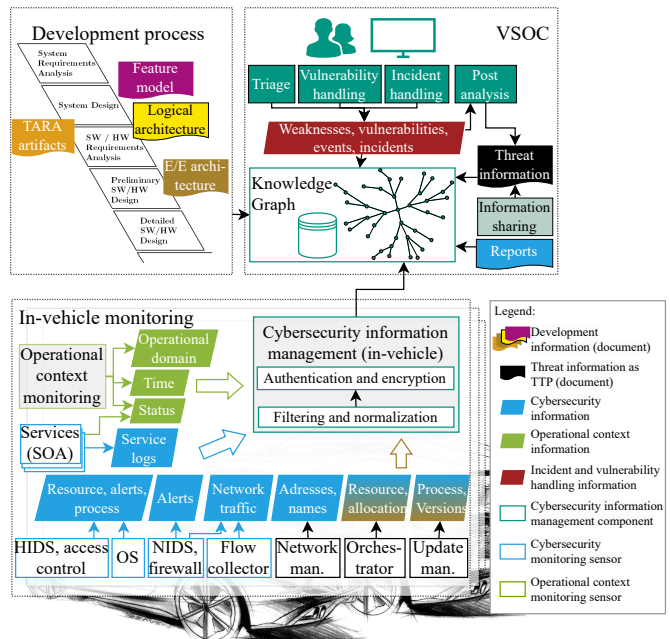 Development process
System
Requirements
Analysis
Feature
model
System Design
Logical
architecture
TARA
artifacts
SW / HW
Requirements
Analysis
E/E archi-
tecture
Preliminary
SW/HW
Design
Detailed
SW/HW
Design
VSOC
Triage
Vulnerability
handling
Incident
handling
Post
analysis
Weaknesses, vulnerabilities,
events, incidents
Threat
information
Knowledge
Graph
Information
sharing
Reports
In-vehicle monitoring
Operational
context
monitoring
Operational
domain
Time
Status
Services
(SOA)
Service
logs
Cybersecurity information
management (in-vehicle)
Authentication and encryption
Filtering and normalization
Resource, alerts,
process
Alerts
Network
traffic
Adresses,
names
Resource,
allocation
Process,
Versions
HIDS, access
control
OS
NIDS,
firewall
Flow
collector
Network
man.
Orches-
trator
Update
man.
Legend:
Development
information (document)
Threat information as
TTP (document)
Cybersecurity
information
Operational context
information
Incident and vulnerability
handling information
Cybersecurity information
management component
Cybersecurity
monitoring sensor
Operational context
monitoring sensor